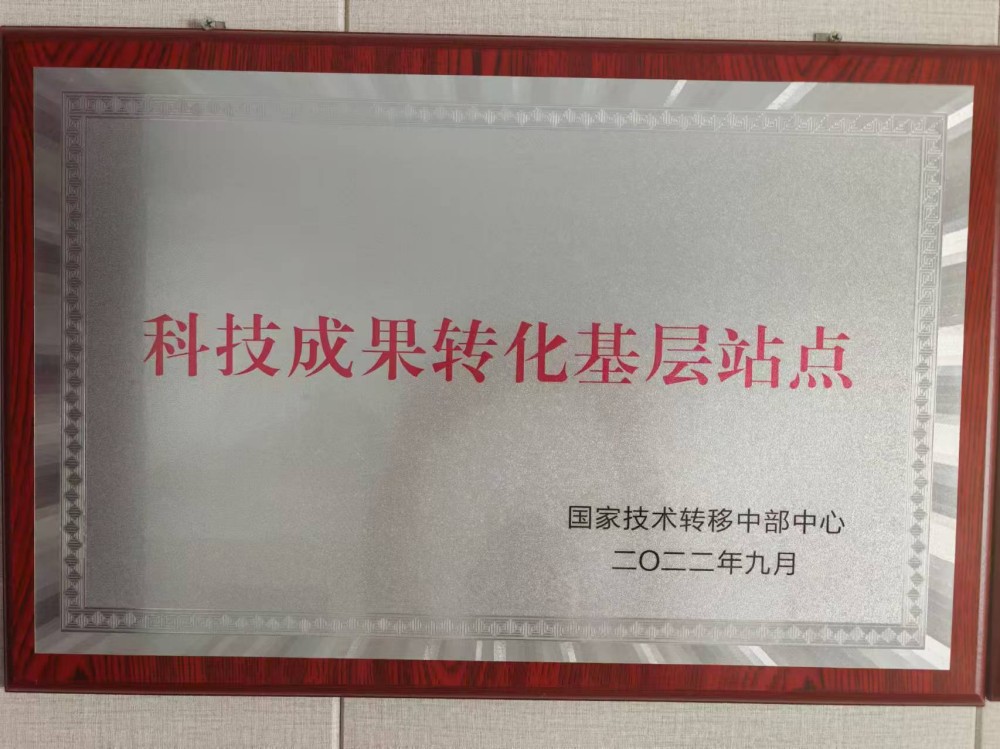 科技成果转化基层站点
国家技术转移中部中心
二〇二二年九月